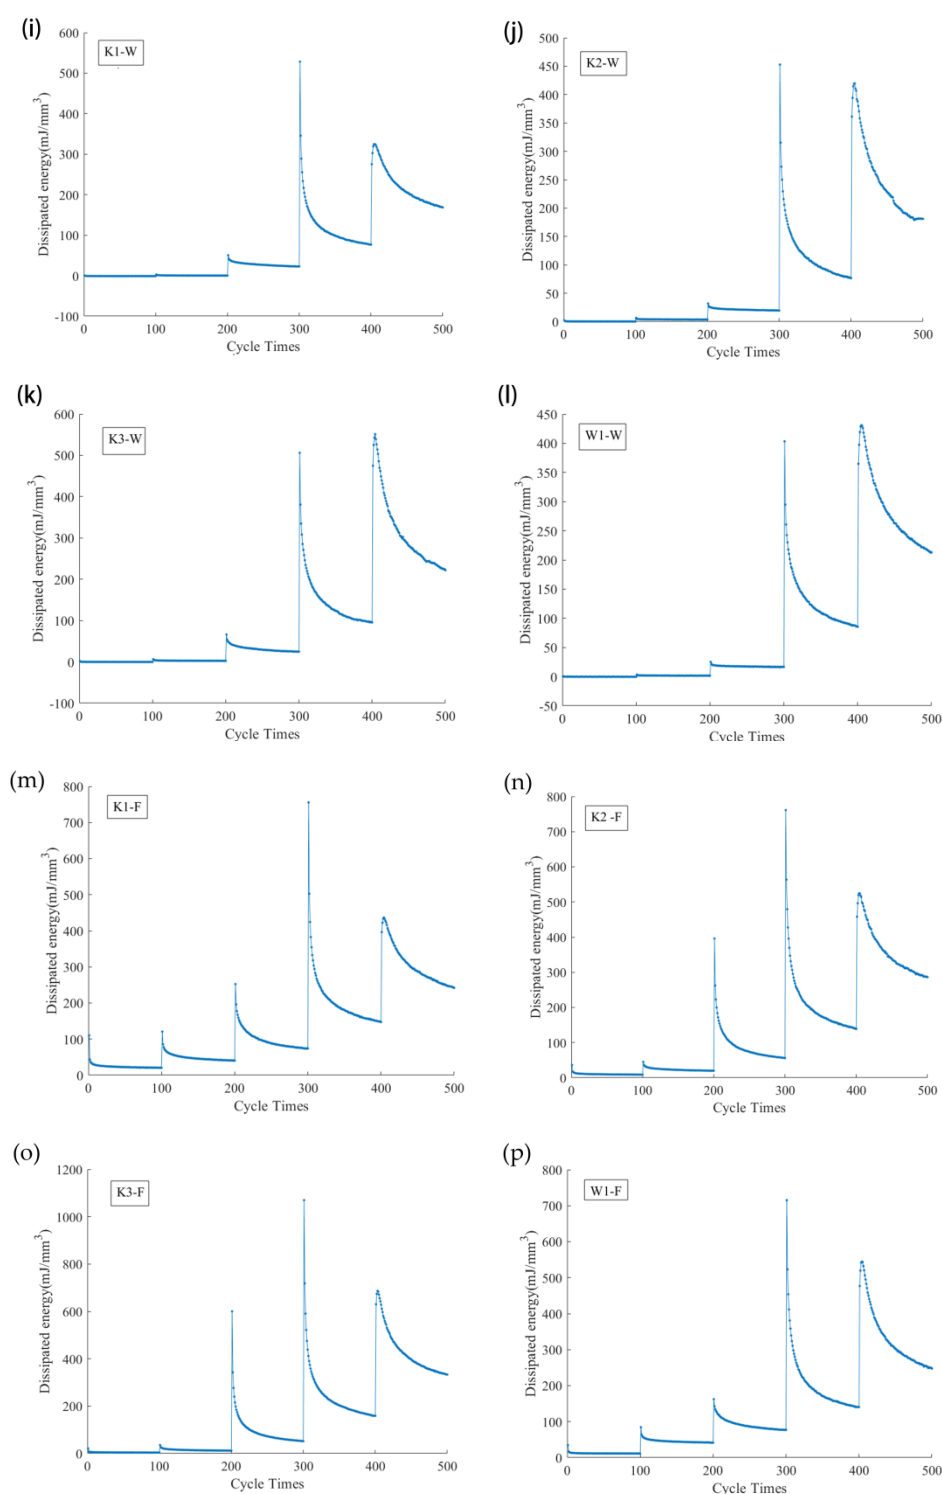 (i)
K1-W
Dissipated energy(mJ/mm3)
600
500
400
300
200
100
0
-100
0 100 200 300 400 500
Cycle Times
(j)
K2-W
Dissipated energy(mJ/mm3)
500
450
400
350
300
250
200
150
100
50
0
0 100 200 300 400 500
Cycle Times
(k)
K3-W
Dissipated energy(mJ/mm3)
600
500
400
300
200
100
0
-100
0 100 200 300 400 500
Cycle Times
(l)
W1-W
Dissipated energy(mJ/mm3)
450
400
350
300
250
200
150
100
50
0
-50
0 100 200 300 400 500
Cycle Times
(m)
K1-F
Dissipated energy(mJ/mm3)
800
700
600
500
400
300
200
100
0
0 100 200 300 400 500
Cycle Times
(n)
K2 -F
Dissipated energy(mJ/mm3)
800
700
600
500
400
300
200
100
0
0 100 200 300 400 500
Cycle Times
(o)
K3-F
Dissipated energy(mJ/mm3)
1200
1000
800
600
400
200
0
0 100 200 300 400 500
Cycle Times
(p)
W1-F
Dissipated energy(mJ/mm3)
800
700
600
500
400
300
200
100
0
0 100 200 300 400 500
Cycle Times